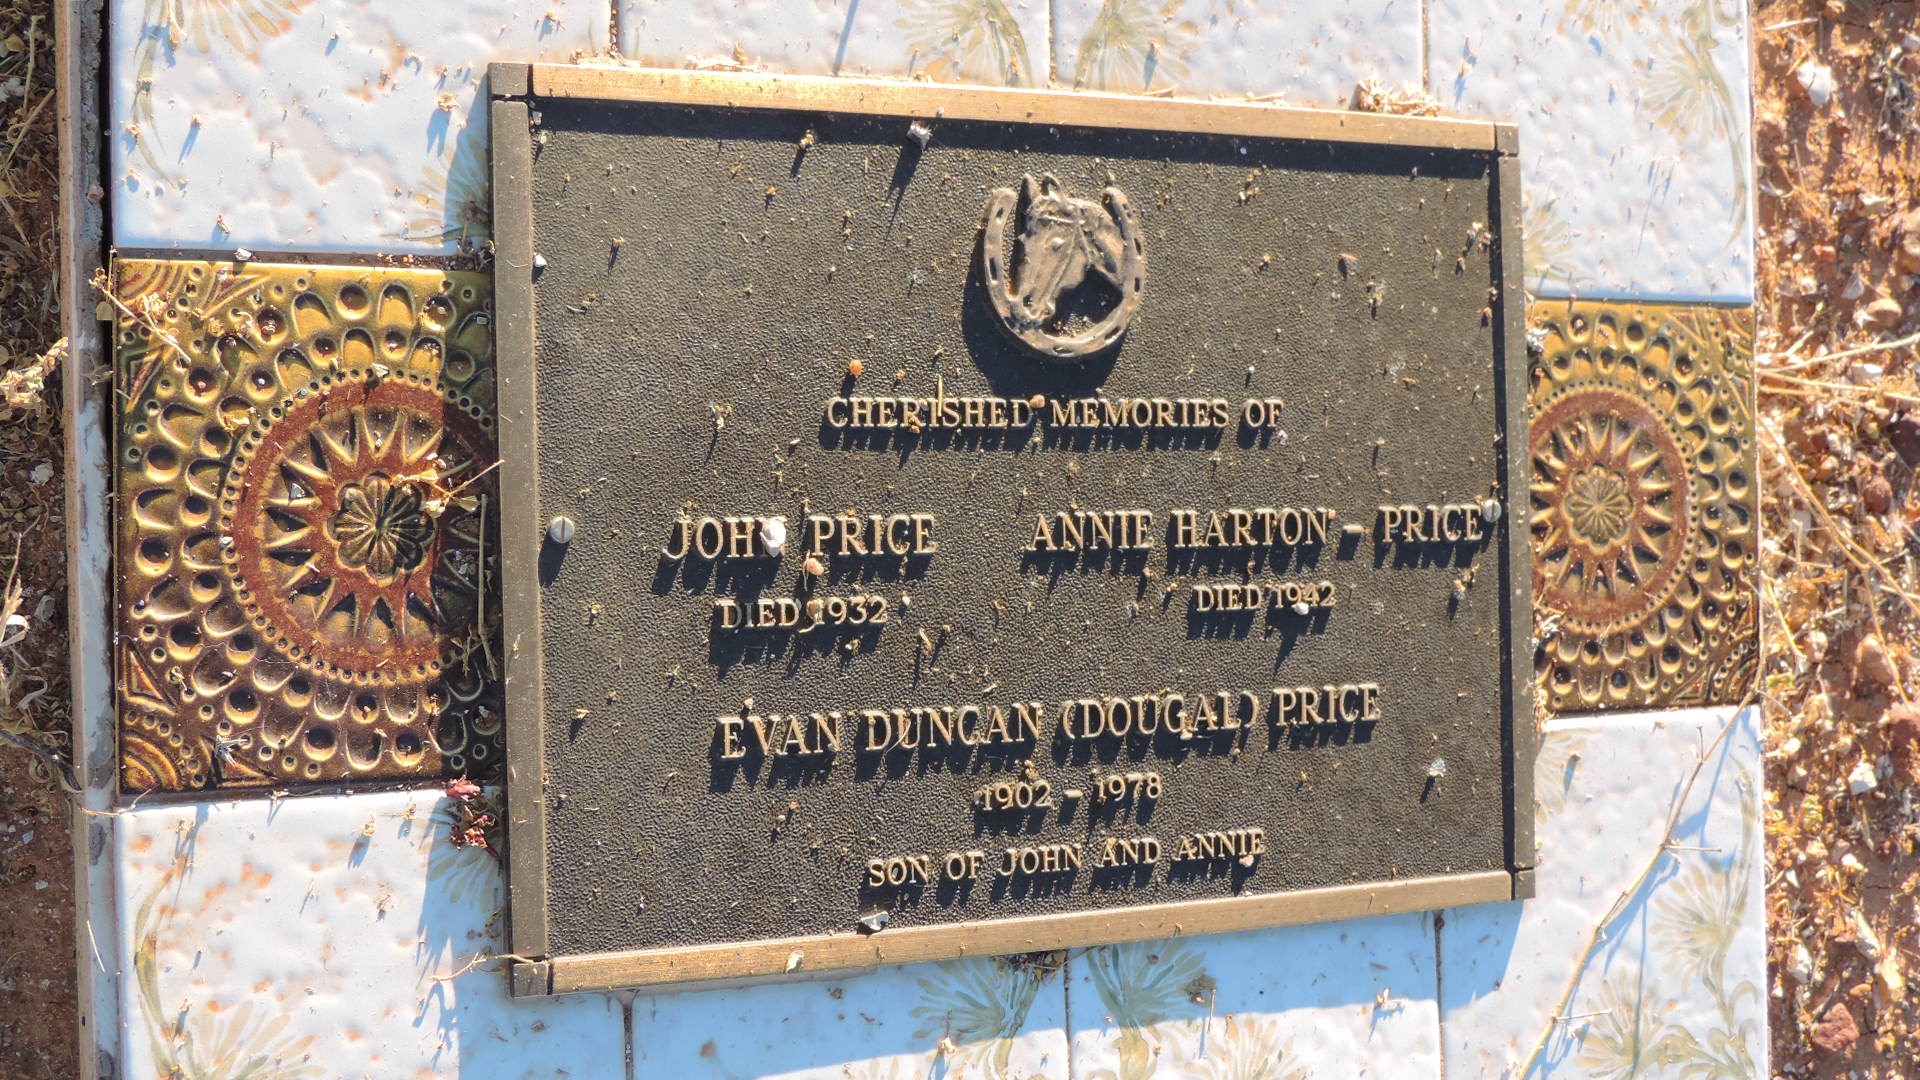 CHERISHED MEMORIES OF
JOHN PRICE ANNIE HARTON - PRICE
DIED 1932 DIED 1942
EVAN DUNCAN (DOUGAL) PRICE
1902 - 1978
SON OF JOHN AND ANNIE